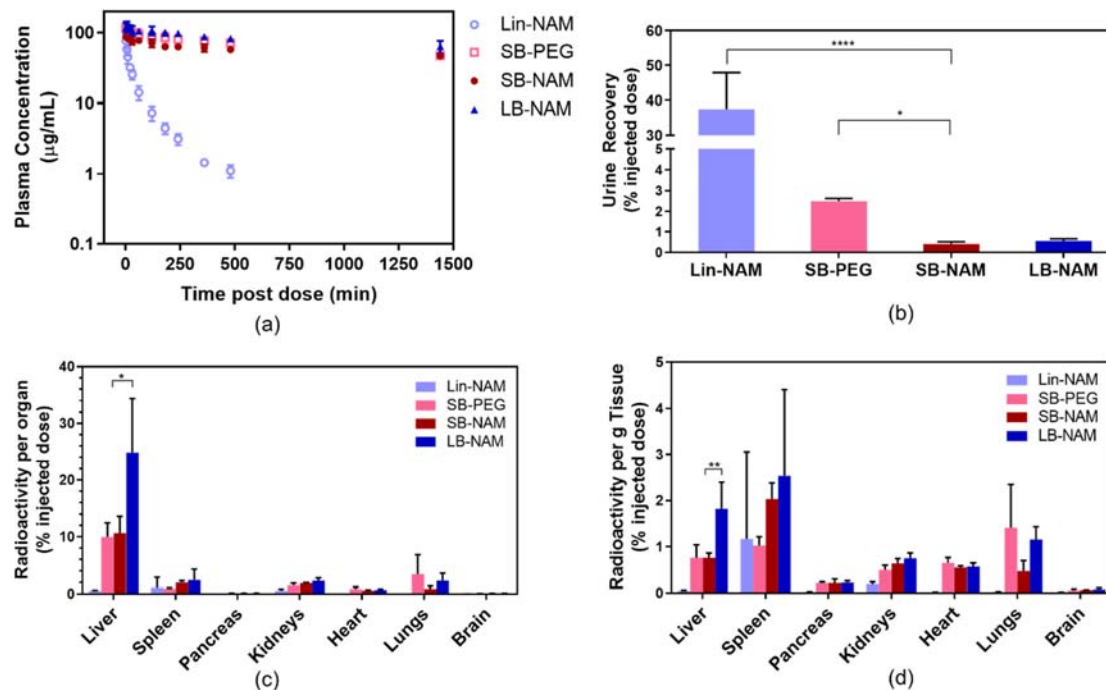 100
10
1
0.1
Plasma Concentration
(µg/mL)
0
250
500
750
1000
1250
1500
Time post dose (min)
Lin-NAM
SB-PEG
SB-NAM
LB-NAM
(a)
60
50
40
30
5
4
3
2
1
0
Urine Recovery
(% injected dose)
****
*
Lin-NAM
SB-PEG
SB-NAM
LB-NAM
(b)
40
30
20
10
0
Radioactivity per organ
(% injected dose)
*
Lin-NAM
SB-PEG
SB-NAM
LB-NAM
Liver
Spleen
Pancreas
Kidneys
Heart
Lungs
Brain
(c)
5
4
3
2
1
0
Radioactivity per g Tissue
(% injected dose)
**
Lin-NAM
SB-PEG
SB-NAM
LB-NAM
Liver
Spleen
Pancreas
Kidneys
Heart
Lungs
Brain
(d)